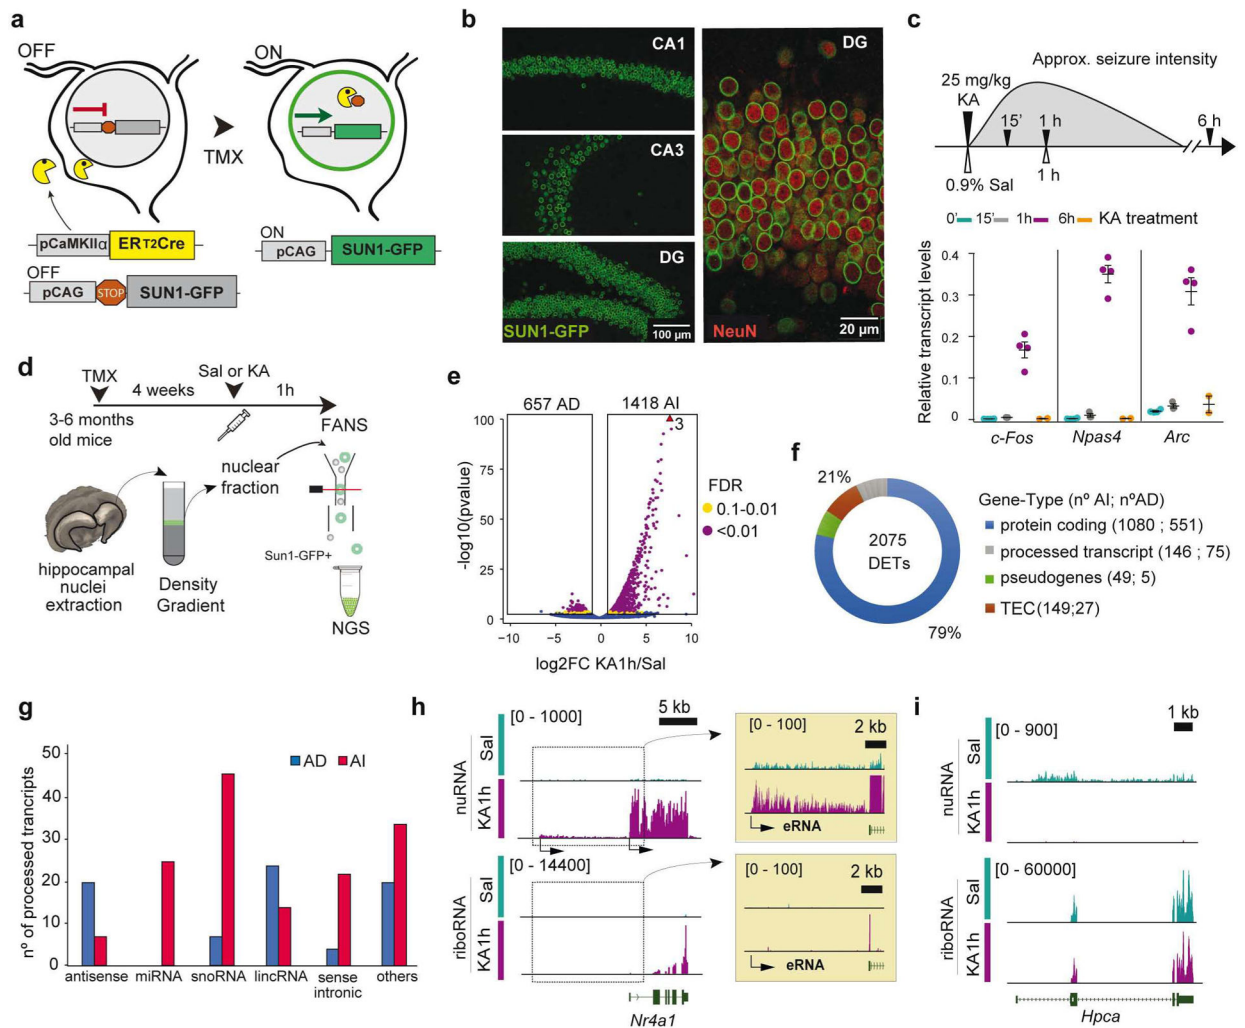 a
OFF
ON
TMX
pCaMKIIα
ERT2Cre
OFF
pCAG
STOP
SUN1-GFP
ON
pCAG
SUN1-GFP
b
CA1
CA3
DG
SUN1-GFP
100 µm
DG
NeuN
20 µm
c
Approx. seizure intensity
25 mg/kg
KA
15'
1 h
6 h
0.9% Sal
1 h
0' 15' 1h 6h KA treatment
Relative transcript levels
0.4
0.3
0.2
0.1
0
c-Fos
Npas4
Arc
d
TMX
4 weeks
Sal or KA
1h
3-6 months
old mice
FANS
nuclear
fraction
Sun1-GFP+
hippocampal
nuclei
extraction
Density
Gradient
NGS
e
657 AD
1418 AI
3
100
75
50
25
0
-log10(pvalue)
−10 −5 0 5 10
log2FC KA1h/Sal
FDR
0.1-0.01
<0.01
f
21%
2075
DETs
79%
Gene-Type (nº AI; nºAD)
protein coding (1080 ; 551)
processed transcript (146 ; 75)
pseudogenes (49; 5)
TEC(149;27)
g
nº of processed trancripts
50
40
30
20
10
0
AD AI
antisense
miRNA
snoRNA
lincRNA
sense
intronic
others
h
[0 - 1000]
5 kb
nuRNA
Sal
KA1h
[0 - 14400]
riboRNA
Sal
KA1h
Nr4a1
[0 - 100]
2 kb
eRNA
[0 - 100]
2 kb
eRNA
i
1 kb
[0 - 900]
nuRNA
Sal
KA1h
[0 - 60000]
riboRNA
Sal
KA1h
Hpca